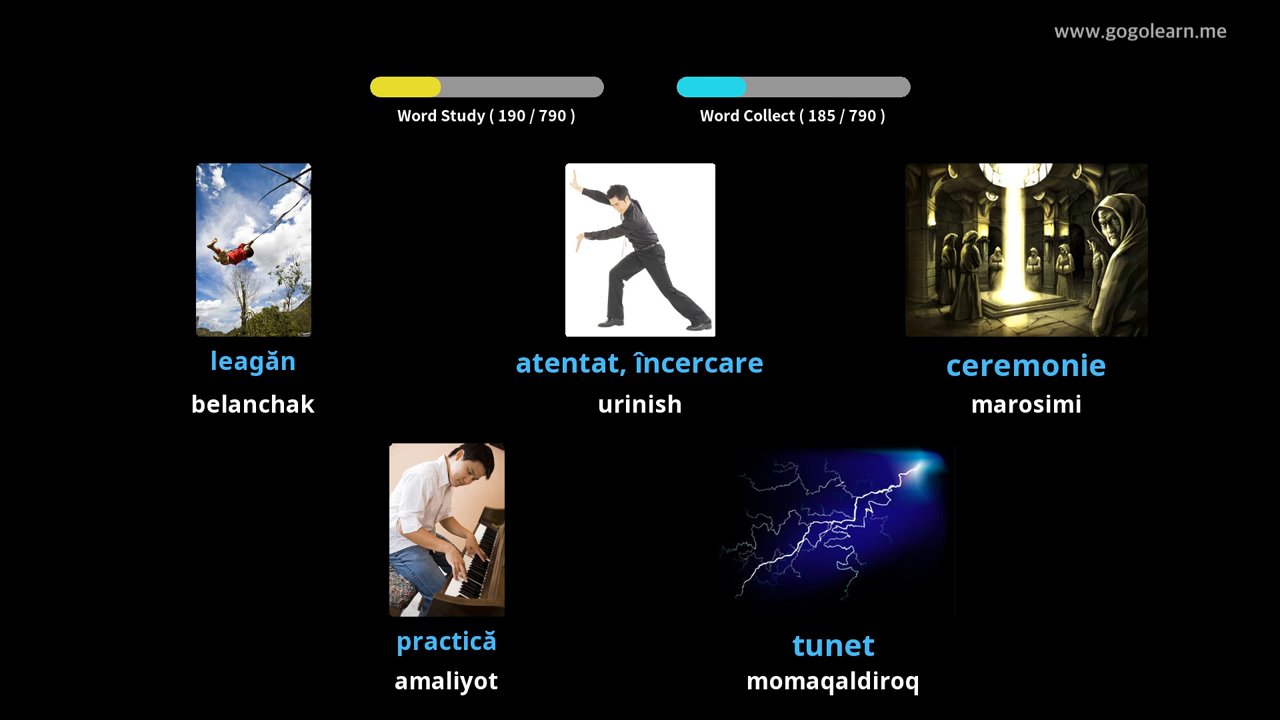 www.gogolearn.me
Word Study ( 190 / 790 )
Word Collect ( 185 / 790 )
leagăn
atentat, încercare
ceremonie
belanchak
urinish
marosimi
practică
tunet
amaliyot
momaqaldiroq